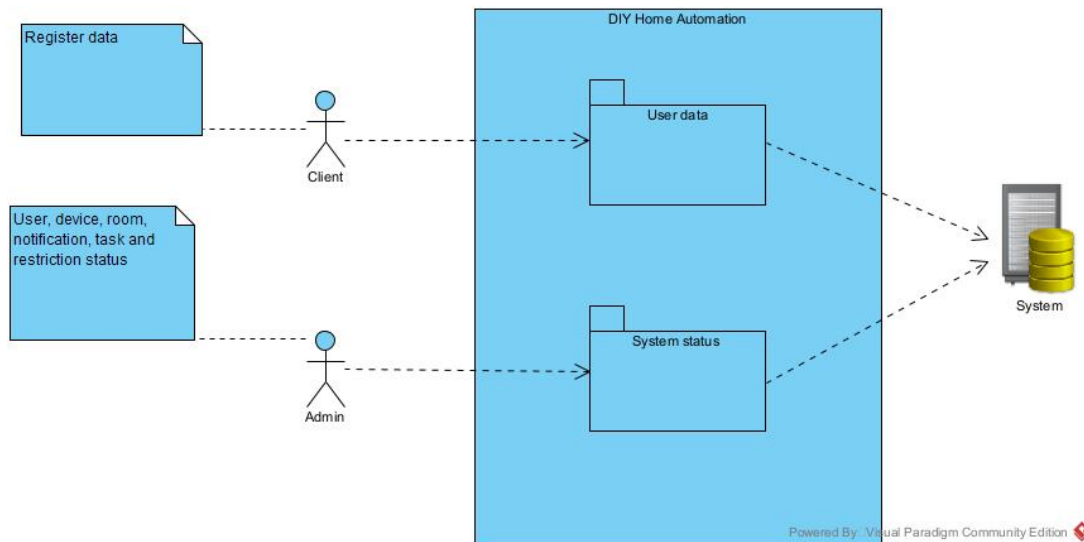 DIY Home Automation
Register data
User data
Client
User, device, room,
notification, task and
restriction status
System
System status
Admin
Powered By: Visual Paradigm Community Edition